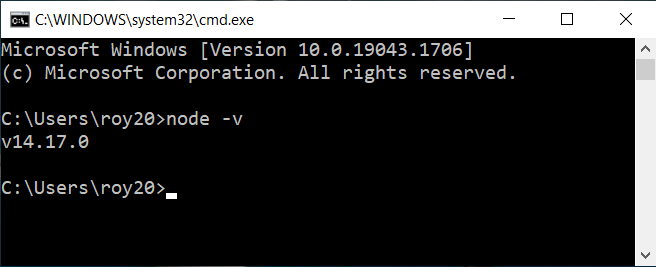 C:\WINDOWS\system32\cmd.exe
Microsoft Windows [Version 10.0.19043.1706]
(c) Microsoft Corporation. All rights reserved.
C:\Users\roy20>node -v
v14.17.0
C:\Users\roy20>